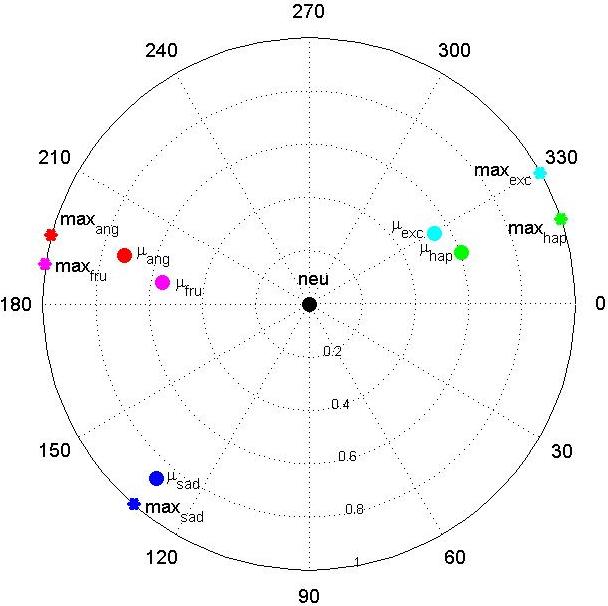 270
240
300
210
330
max_exc
max_ang
max_hap
μ_exc.
μ_ang
μ_hap
max_fru
μ_fru
neu
180
0
0.2
0.4
150
30
0.6
μ_sad
max_sad
0.8
120
60
1
90